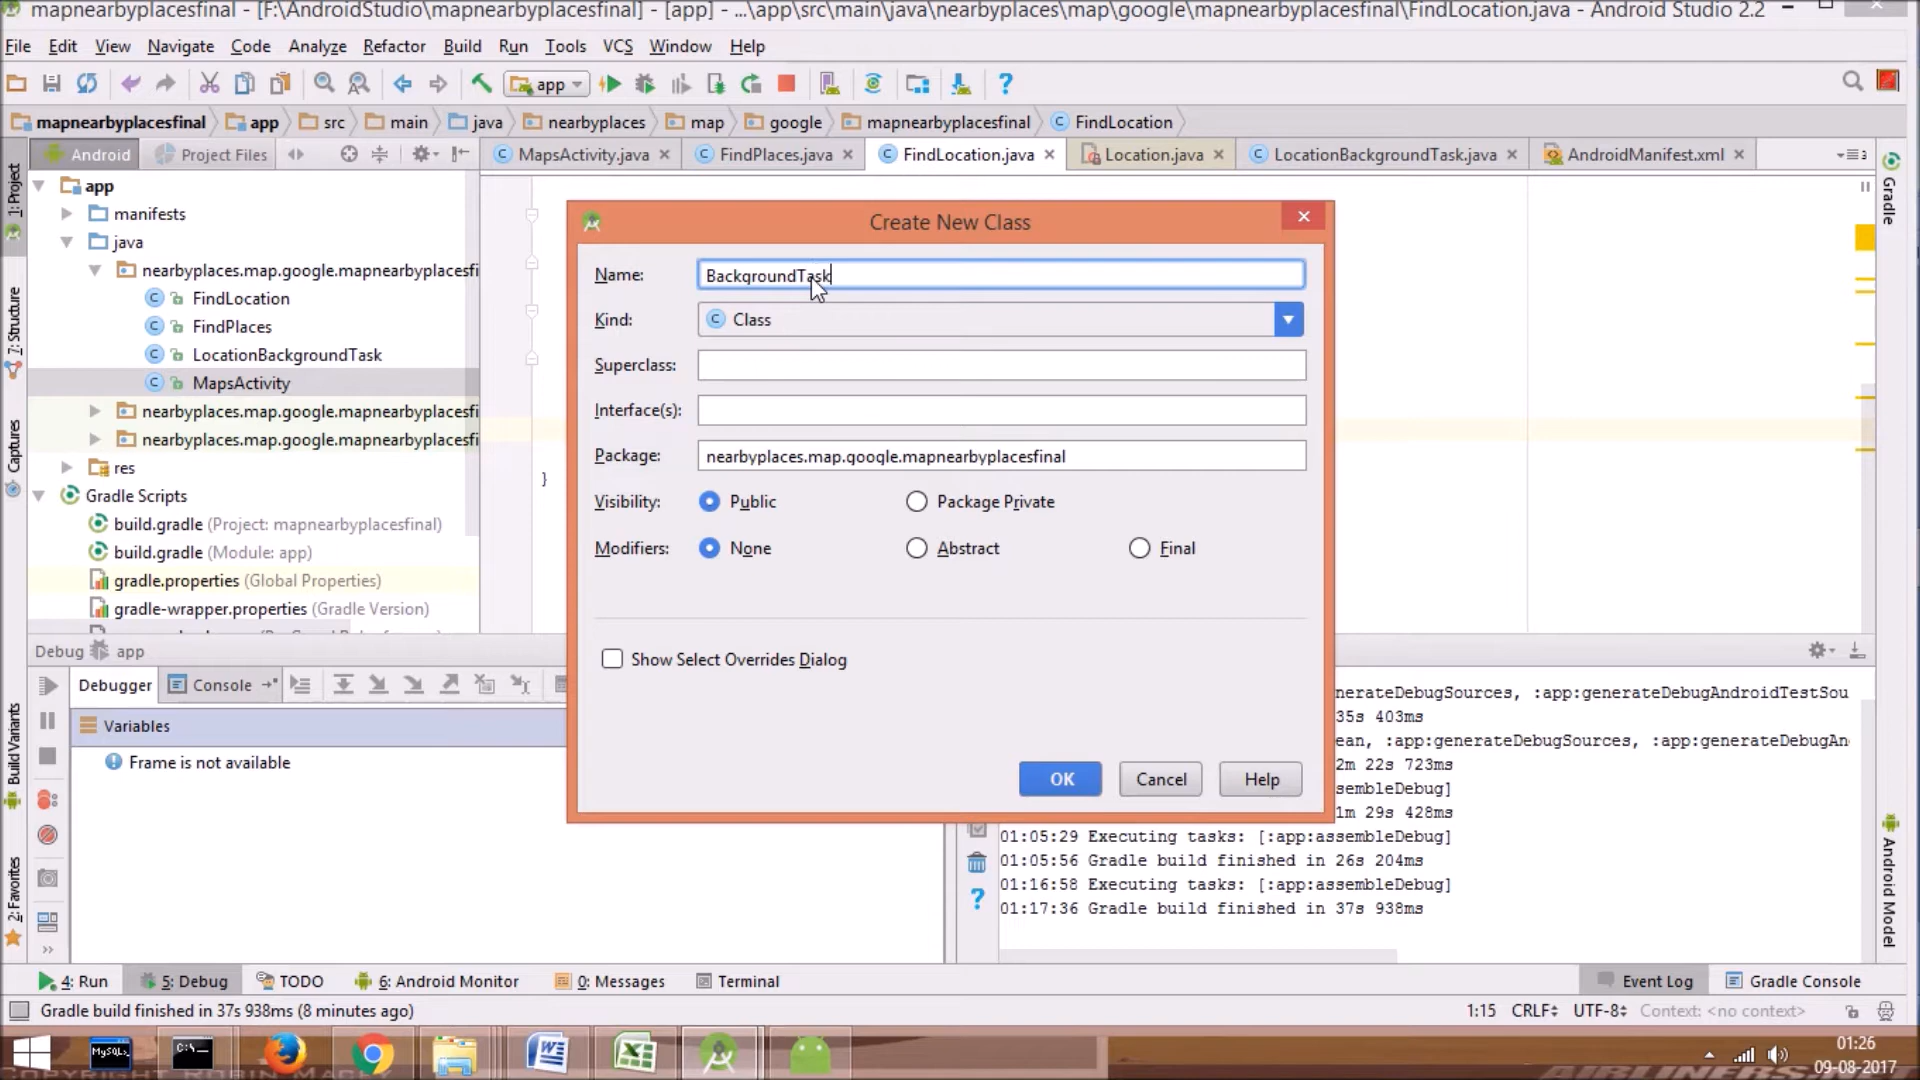 mapnearbyplacesfinal - [F:\AndroidStudio\mapnearbyplacesfinal] - [app] - ...\app\src\main\java\nearbyplaces\map\google\mapnearbyplacesfinal\FindLocation.java - Android Studio 2.2
File Edit View Navigate Code Analyze Refactor Build Run Tools VCS Window Help
app
mapnearbyplacesfinal app src main java nearbyplaces map google mapnearbyplacesfinal FindLocation
Android Project Files MapsActivity.java FindPlaces.java FindLocation.java Location.java LocationBackgroundTask.java AndroidManifest.xml
1: Project
7: Structure
Captures
Build Variants
2: Favorites
Gradle
Android Model
app
manifests
java
nearbyplaces.map.google.mapnearbyplacesfi
FindLocation
FindPlaces
LocationBackgroundTask
MapsActivity
nearbyplaces.map.google.mapnearbyplacesfi
nearbyplaces.map.google.mapnearbyplacesfi
res
Gradle Scripts
build.gradle (Project: mapnearbyplacesfinal)
build.gradle (Module: app)
gradle.properties (Global Properties)
gradle-wrapper.properties (Gradle Version)
}
Create New Class
Name: BackgroundTask
Kind: Class
Superclass:
Interface(s):
Package: nearbyplaces.map.google.mapnearbyplacesfinal
Visibility: Public Package Private
Modifiers: None Abstract Final
Show Select Overrides Dialog
OK Cancel Help
Debug app
Debugger Console
Variables
Frame is not available
nerateDebugSources, :app:generateDebugAndroidTestSou
35s 403ms
ean, :app:generateDebugSources, :app:generateDebugAn
2m 22s 723ms
sembleDebug]
1m 29s 428ms
01:05:29 Executing tasks: [:app:assembleDebug]
01:05:56 Gradle build finished in 26s 204ms
01:16:58 Executing tasks: [:app:assembleDebug]
01:17:36 Gradle build finished in 37s 938ms
4: Run 5: Debug TODO 6: Android Monitor 0: Messages Terminal Event Log Gradle Console
Gradle build finished in 37s 938ms (8 minutes ago) 1:15 CRLF UTF-8 Context: <no context>
MySQL
C:\
01:26
09-08-2017